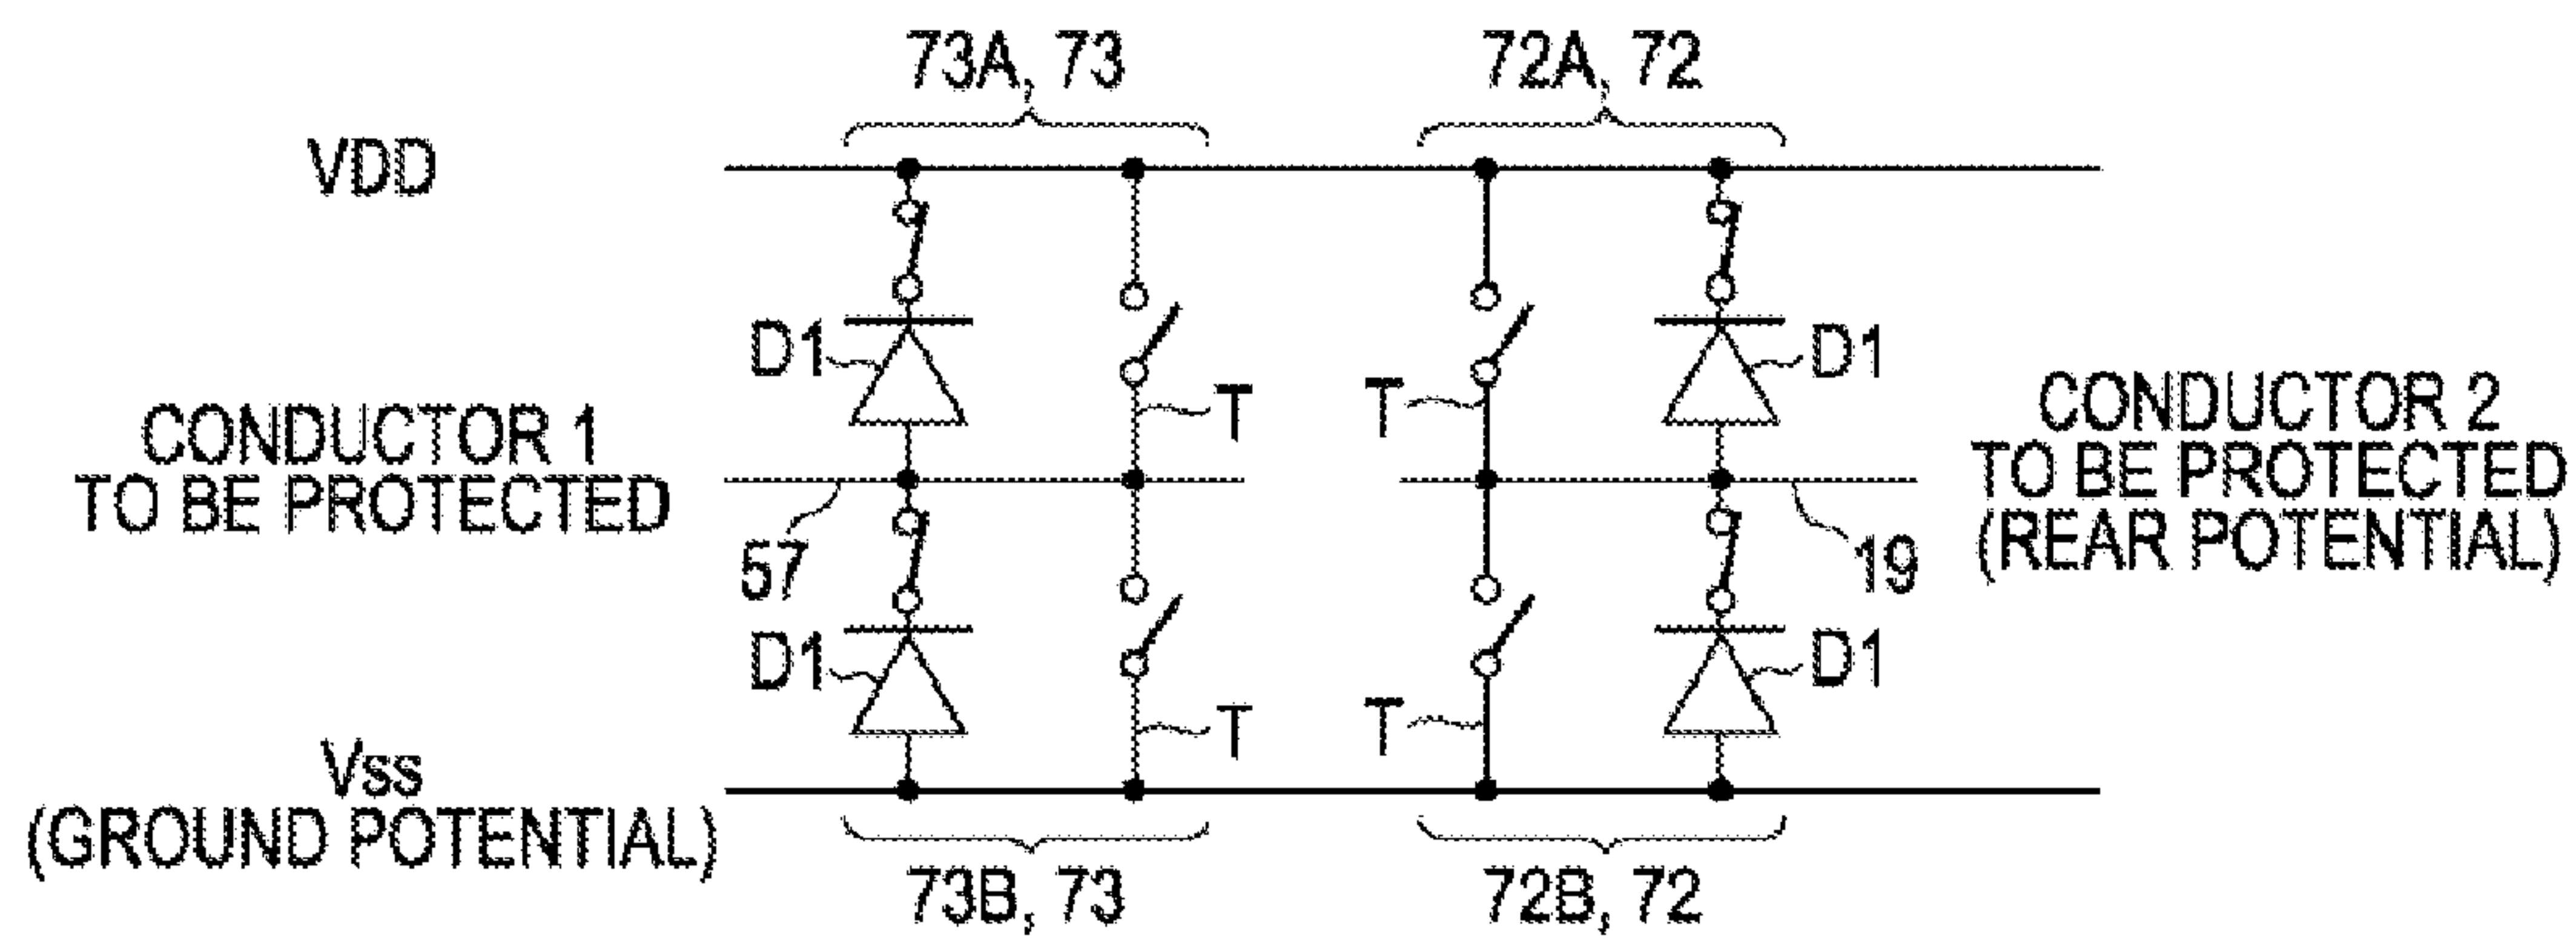 73A, 73
72A, 72
VDD
D1
D1
T
T
CONDUCTOR 1
TO BE PROTECTED
CONDUCTOR 2
TO BE PROTECTED
(REAR POTENTIAL)
57
19
D1
D1
T
T
Vss
(GROUND POTENTIAL)
73B, 73
72B, 72